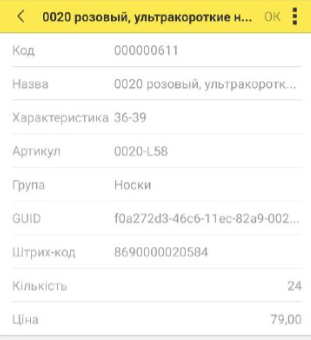 0020 розовый, ультракороткие н... ОК
Код 000000611
Назва 0020 розовый, ультракоротк...
Характеристика 36-39
Артикул 0020-L58
Група Носки
GUID f0a272d3-46c6-11ec-82a9-002...
Штрих-код 8690000020584
Кількість 24
Ціна 79,00